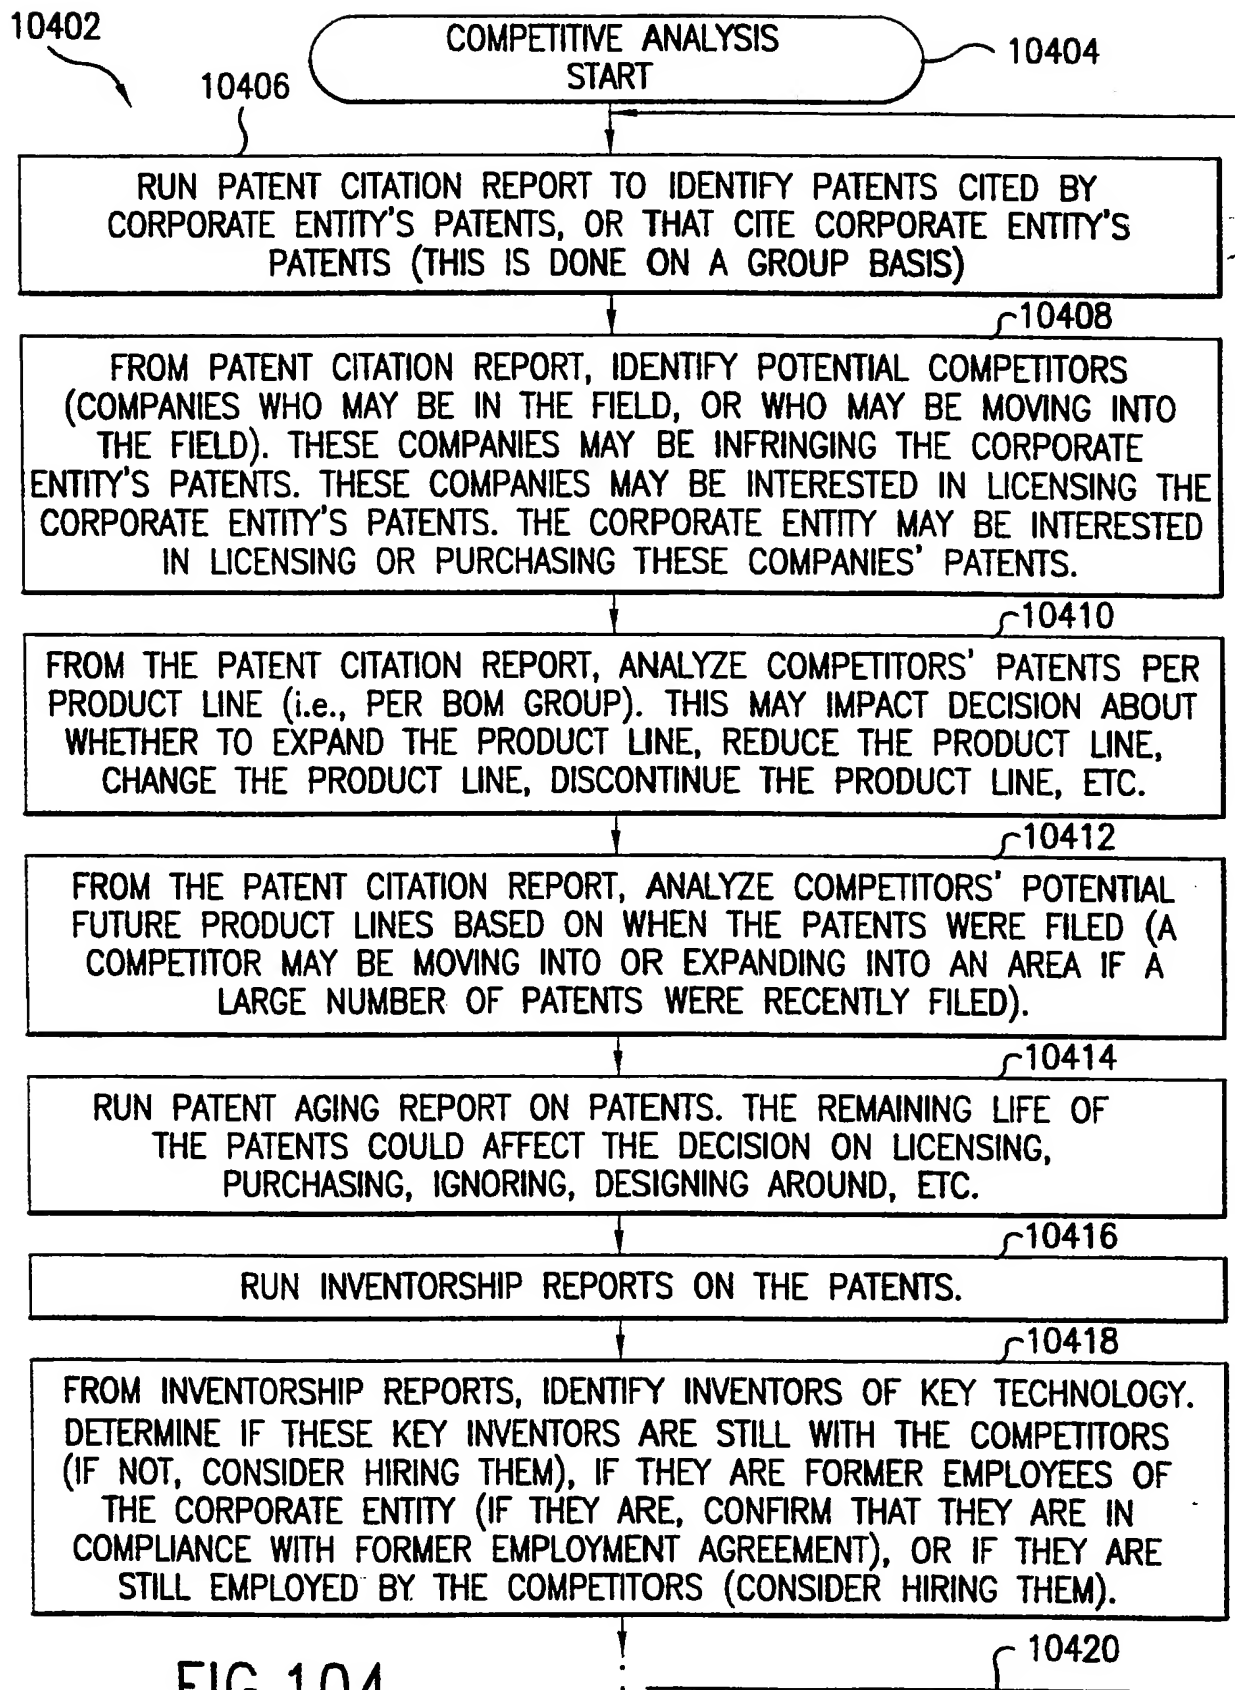 10402
COMPETITIVE ANALYSIS
START
10404
10406
RUN PATENT CITATION REPORT TO IDENTIFY PATENTS CITED BY
CORPORATE ENTITY'S PATENTS, OR THAT CITE CORPORATE ENTITY'S
PATENTS (THIS IS DONE ON A GROUP BASIS)
10408
FROM PATENT CITATION REPORT, IDENTIFY POTENTIAL COMPETITORS
(COMPANIES WHO MAY BE IN THE FIELD, OR WHO MAY BE MOVING INTO
THE FIELD). THESE COMPANIES MAY BE INFRINGING THE CORPORATE
ENTITY'S PATENTS. THESE COMPANIES MAY BE INTERESTED IN LICENSING THE
CORPORATE ENTITY'S PATENTS. THE CORPORATE ENTITY MAY BE INTERESTED
IN LICENSING OR PURCHASING THESE COMPANIES' PATENTS.
10410
FROM THE PATENT CITATION REPORT, ANALYZE COMPETITORS' PATENTS PER
PRODUCT LINE (i.e., PER BOM GROUP). THIS MAY IMPACT DECISION ABOUT
WHETHER TO EXPAND THE PRODUCT LINE, REDUCE THE PRODUCT LINE,
CHANGE THE PRODUCT LINE, DISCONTINUE THE PRODUCT LINE, ETC.
10412
FROM THE PATENT CITATION REPORT, ANALYZE COMPETITORS' POTENTIAL
FUTURE PRODUCT LINES BASED ON WHEN THE PATENTS WERE FILED (A
COMPETITOR MAY BE MOVING INTO OR EXPANDING INTO AN AREA IF A
LARGE NUMBER OF PATENTS WERE RECENTLY FILED).
10414
RUN PATENT AGING REPORT ON PATENTS. THE REMAINING LIFE OF
THE PATENTS COULD AFFECT THE DECISION ON LICENSING,
PURCHASING, IGNORING, DESIGNING AROUND, ETC.
10416
RUN INVENTORSHIP REPORTS ON THE PATENTS.
10418
FROM INVENTORSHIP REPORTS, IDENTIFY INVENTORS OF KEY TECHNOLOGY.
DETERMINE IF THESE KEY INVENTORS ARE STILL WITH THE COMPETITORS
(IF NOT, CONSIDER HIRING THEM), IF THEY ARE FORMER EMPLOYEES OF
THE CORPORATE ENTITY (IF THEY ARE, CONFIRM THAT THEY ARE IN
COMPLIANCE WITH FORMER EMPLOYMENT AGREEMENT), OR IF THEY ARE
STILL EMPLOYED BY THE COMPETITORS (CONSIDER HIRING THEM).
10420
FIG.104